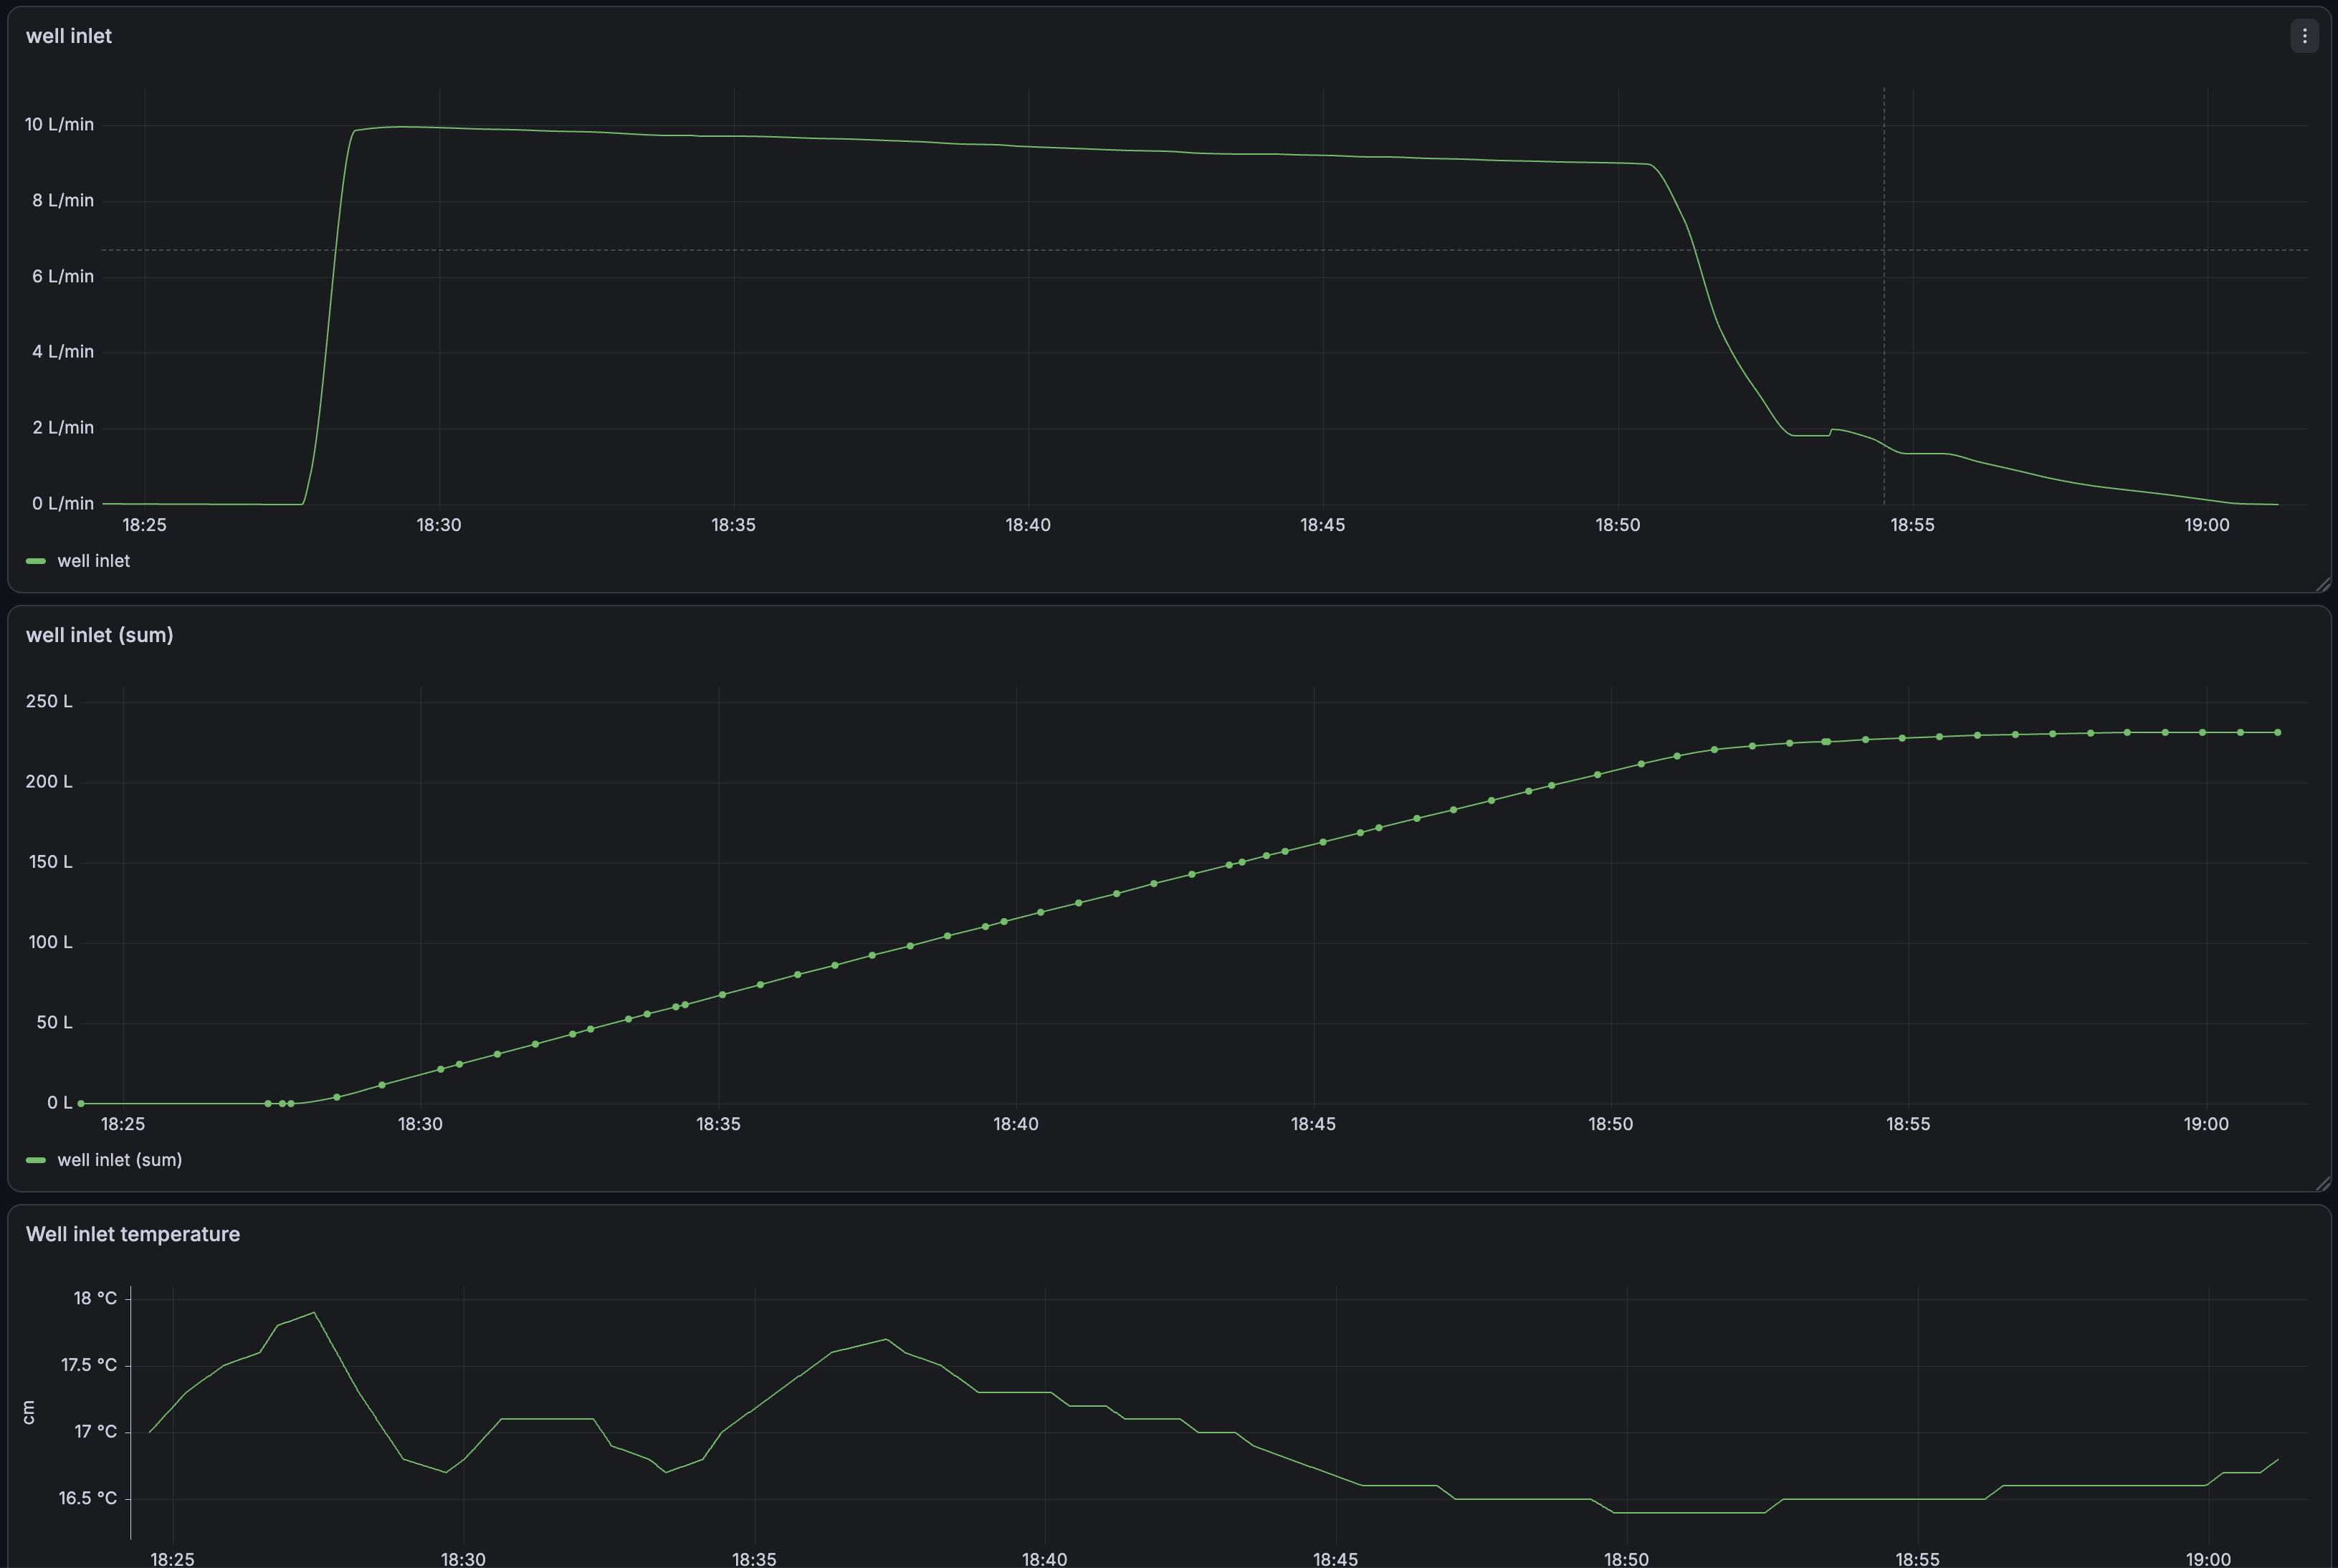 well inlet
10 L/min
8 L/min
6 L/min
4 L/min
2 L/min
0 L/min
18:25 18:30 18:35 18:40 18:45 18:50 18:55 19:00
well inlet
well inlet (sum)
250 L
200 L
150 L
100 L
50 L
0 L
18:25 18:30 18:35 18:40 18:45 18:50 18:55 19:00
well inlet (sum)
Well inlet temperature
18 °C
17.5 °C
cm
17 °C
16.5 °C
18:25 18:30 18:35 18:40 18:45 18:50 18:55 19:00